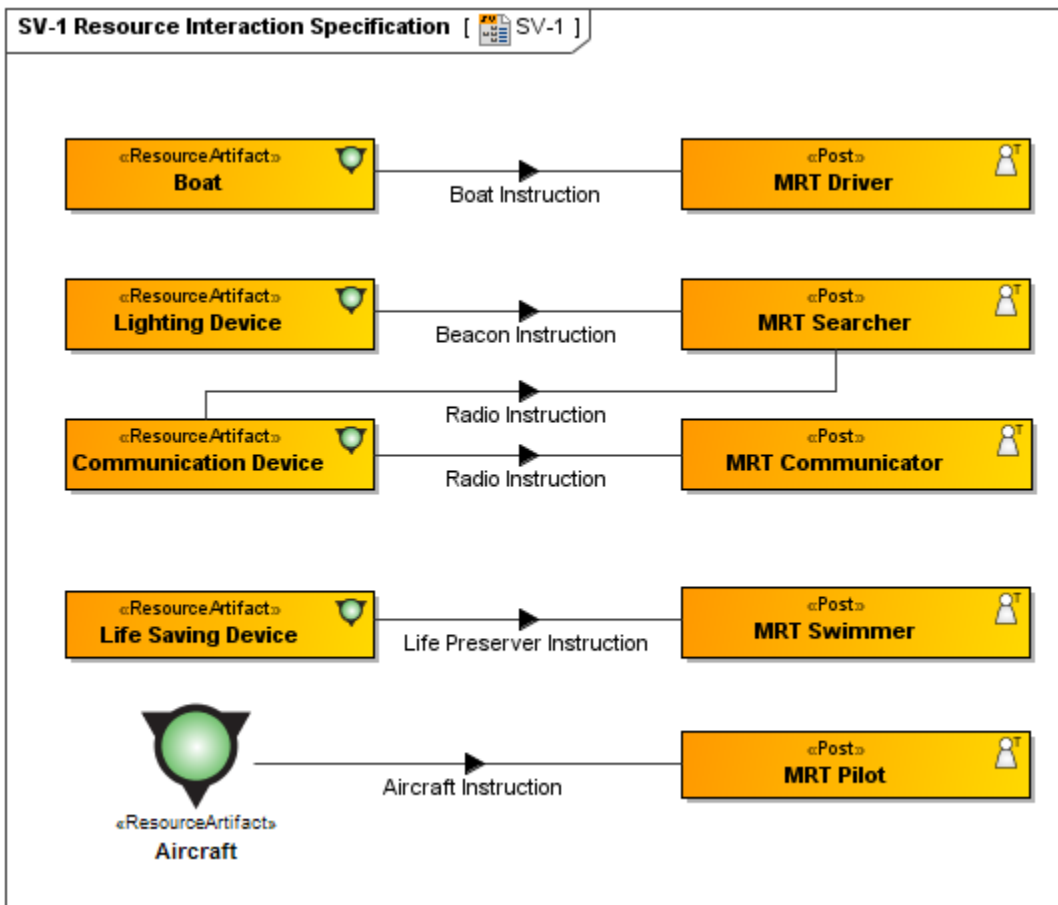 SV-1 Resource Interaction Specification [ SV-1 ]
«ResourceArtifact»
Boat
Boat Instruction
«Post»
MRT Driver
«ResourceArtifact»
Lighting Device
Beacon Instruction
«Post»
MRT Searcher
Radio Instruction
«ResourceArtifact»
Communication Device
Radio Instruction
«Post»
MRT Communicator
«ResourceArtifact»
Life Saving Device
Life Preserver Instruction
«Post»
MRT Swimmer
«ResourceArtifact»
Aircraft
Aircraft Instruction
«Post»
MRT Pilot